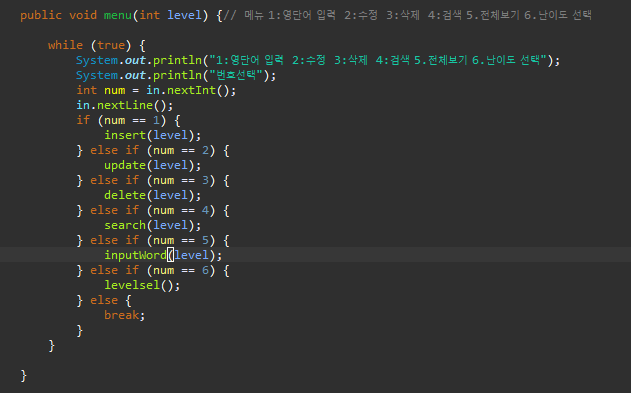 public void menu(int level) {// 메뉴 1:영단어 입력 2:수정 3:삭제 4:검색 5.전체보기 6.난이도 선택
while (true) {
System.out.println("1:영단어 입력 2:수정 3:삭제 4:검색 5.전체보기 6.난이도 선택");
System.out.println("번호선택");
int num = in.nextInt();
in.nextLine();
if (num == 1) {
insert(level);
} else if (num == 2) {
update(level);
} else if (num == 3) {
delete(level);
} else if (num == 4) {
search(level);
} else if (num == 5) {
inputWord(level);
} else if (num == 6) {
levelsel();
} else {
break;
}
}
}